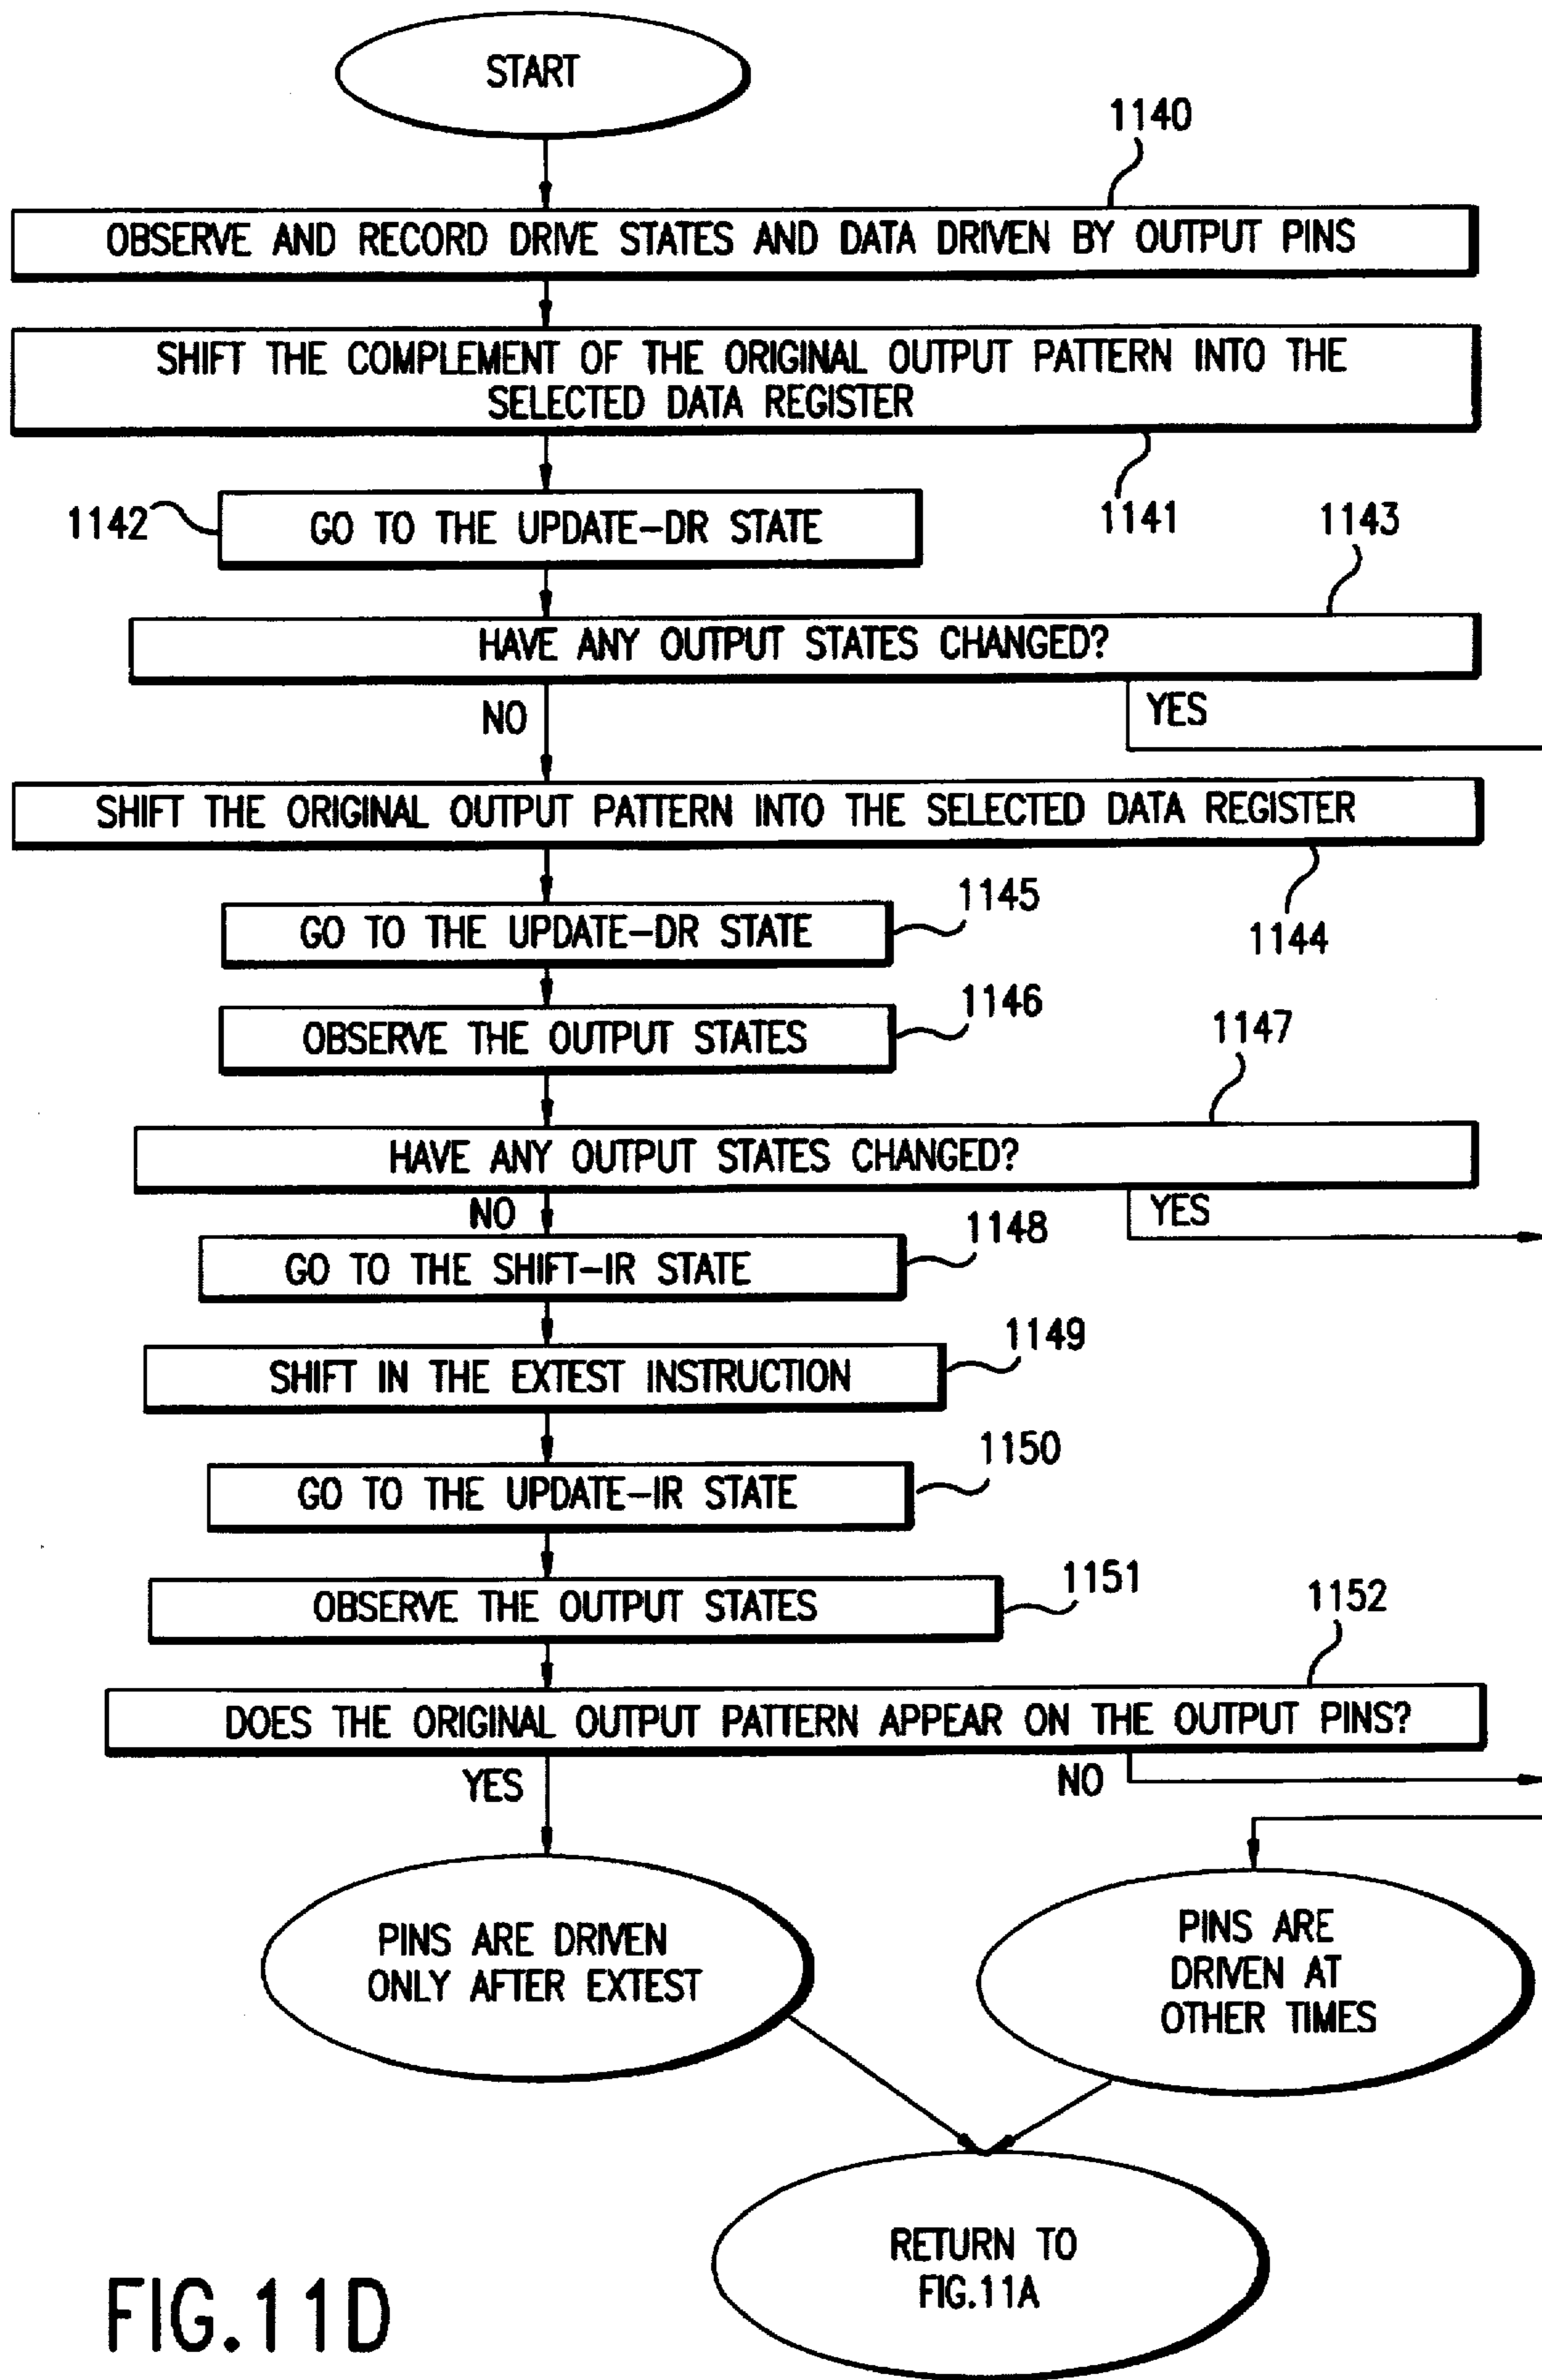 START
1140
OBSERVE AND RECORD DRIVE STATES AND DATA DRIVEN BY OUTPUT PINS
SHIFT THE COMPLEMENT OF THE ORIGINAL OUTPUT PATTERN INTO THE
SELECTED DATA REGISTER
1141
1142
GO TO THE UPDATE-DR STATE
1143
HAVE ANY OUTPUT STATES CHANGED?
NO
YES
SHIFT THE ORIGINAL OUTPUT PATTERN INTO THE SELECTED DATA REGISTER
1144
1145
GO TO THE UPDATE-DR STATE
1146
OBSERVE THE OUTPUT STATES
1147
HAVE ANY OUTPUT STATES CHANGED?
NO
YES
1148
GO TO THE SHIFT-IR STATE
1149
SHIFT IN THE EXTEST INSTRUCTION
1150
GO TO THE UPDATE-IR STATE
1151
OBSERVE THE OUTPUT STATES
1152
DOES THE ORIGINAL OUTPUT PATTERN APPEAR ON THE OUTPUT PINS?
YES
NO
PINS ARE DRIVEN
ONLY AFTER EXTEST
PINS ARE
DRIVEN AT
OTHER TIMES
RETURN TO
FIG.11A
FIG.11D